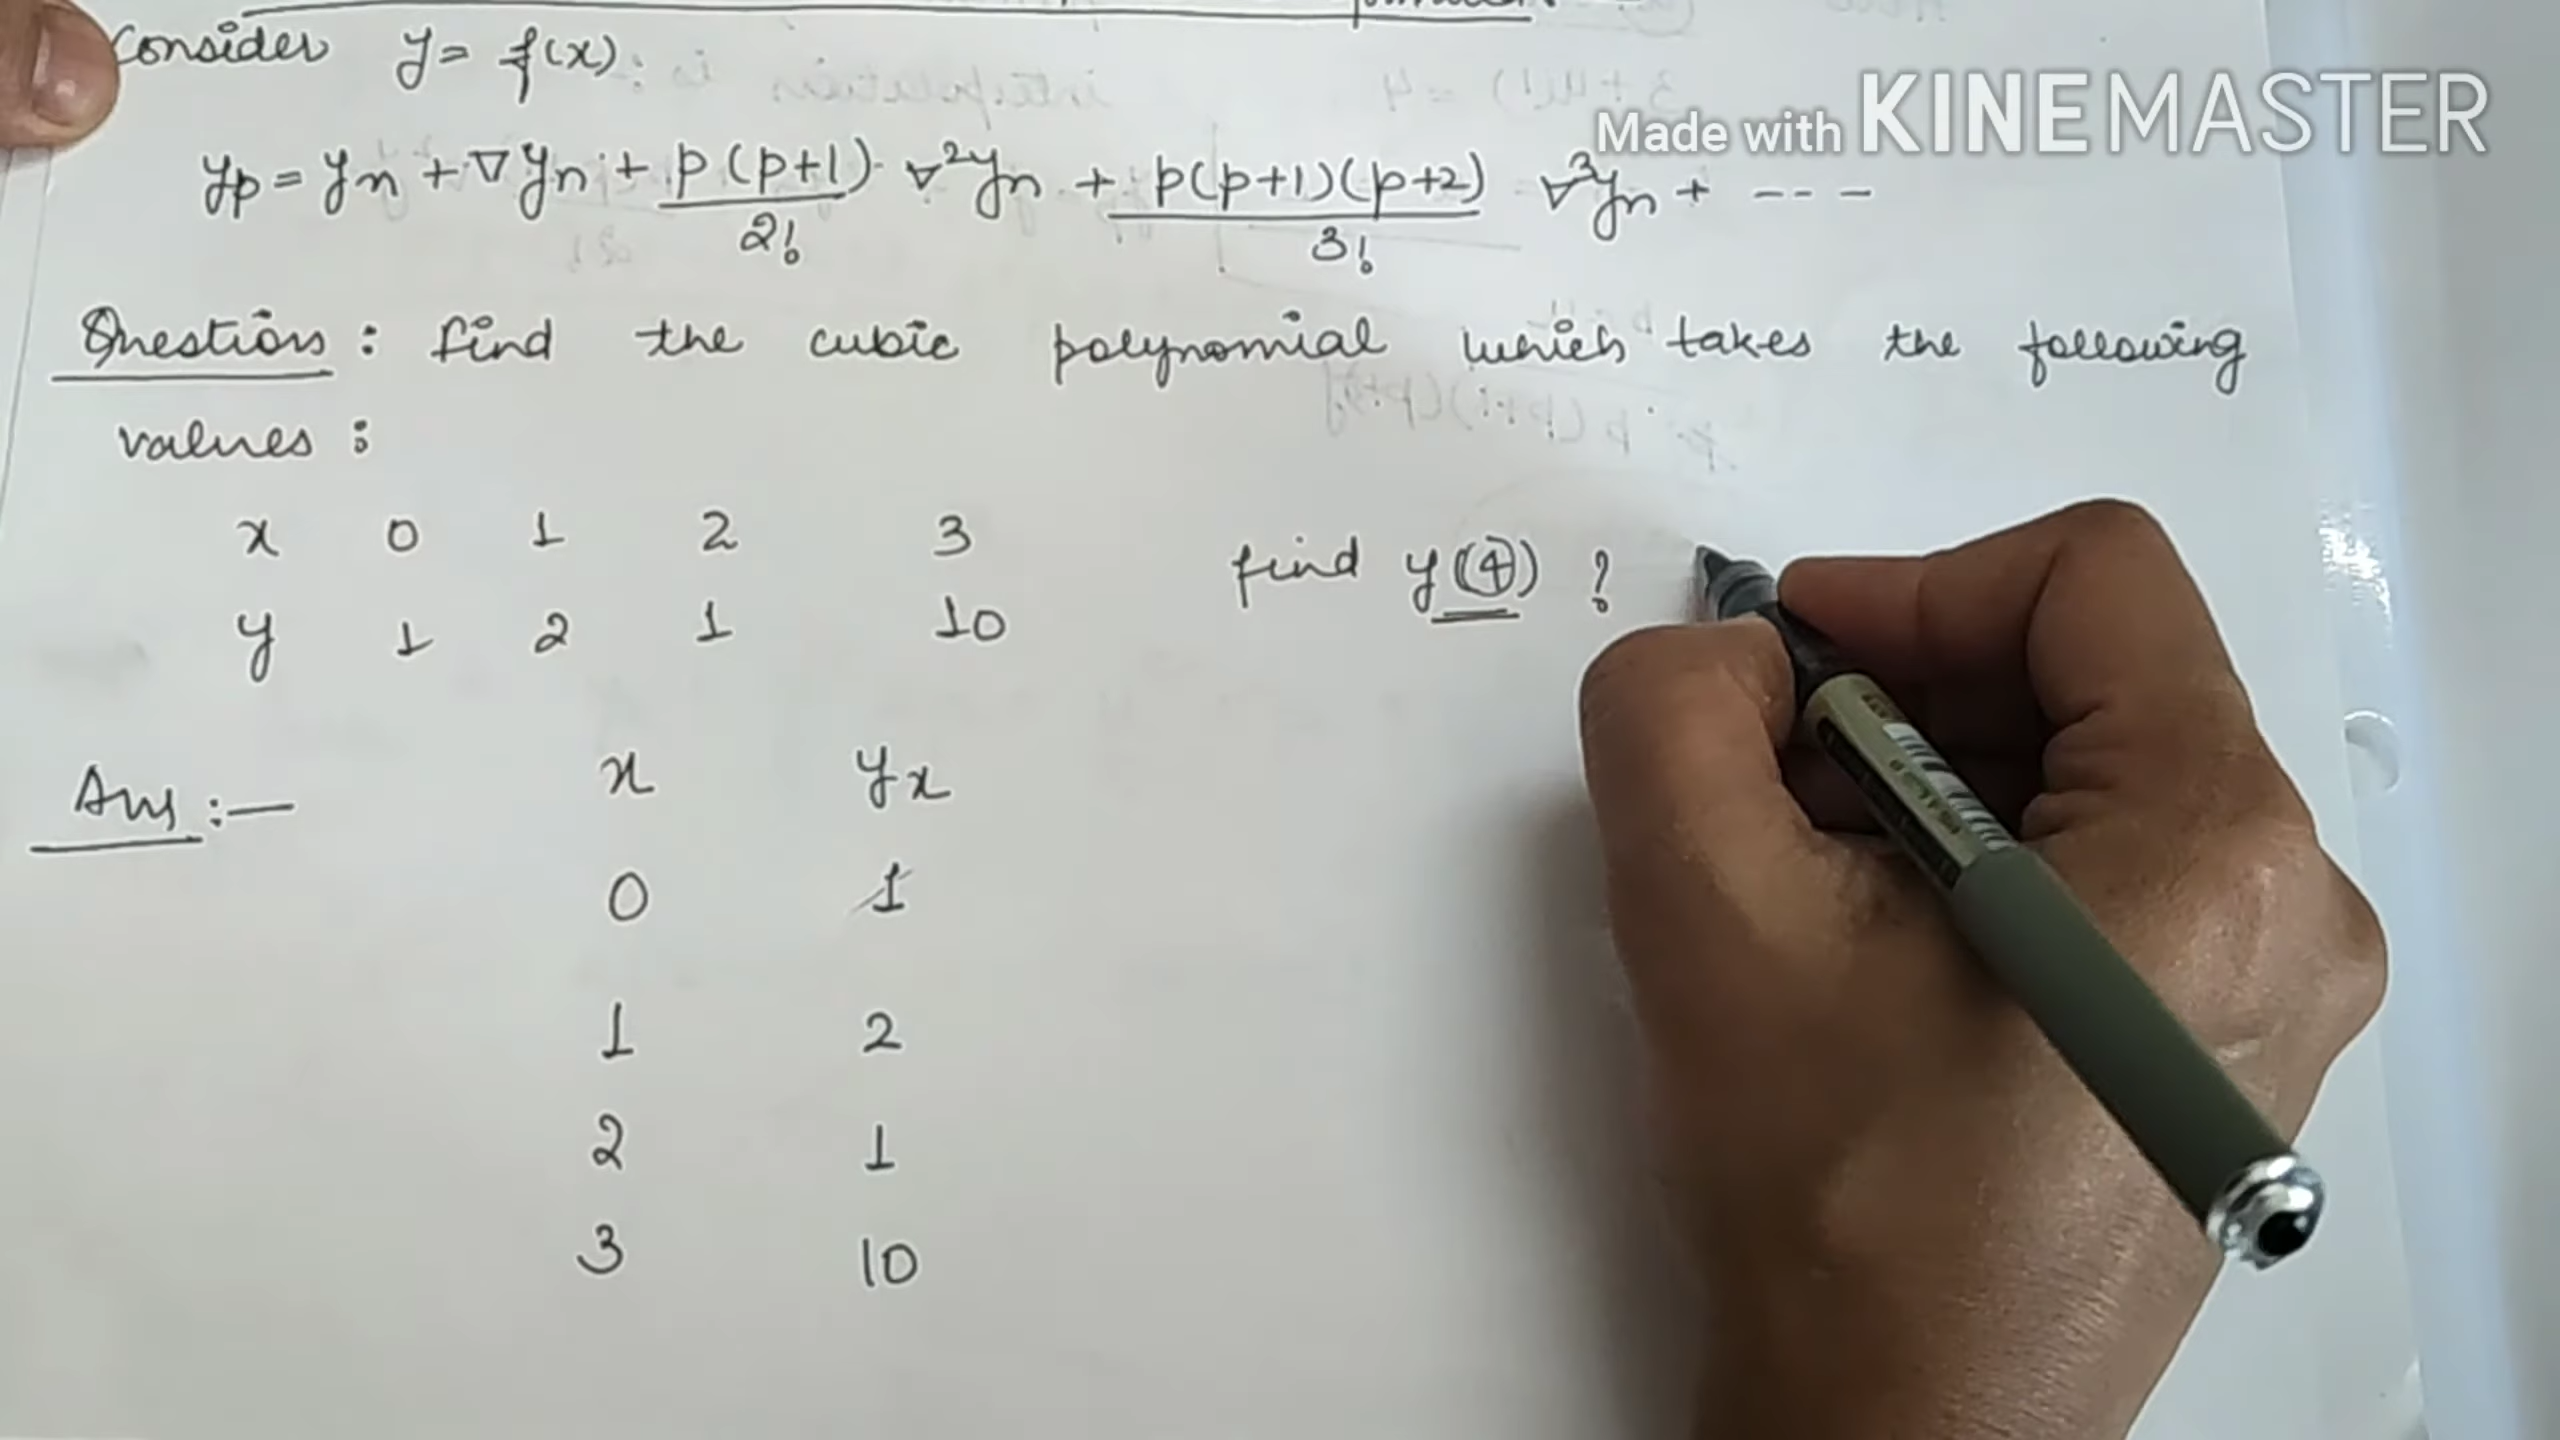 Consider y = f(x)
Made with KINEMASTER
yp = yn + ∇yn + p(p+1)/2! ∇²yn + p(p+1)(p+2)/3! ∇³yn + ----
Question : find the cubic polynomial which takes the following
values :
x 0 1 2 3
y 1 2 1 10
find y(4) ?
Ans :—
x yx
0 1
1 2
2 1
3 10